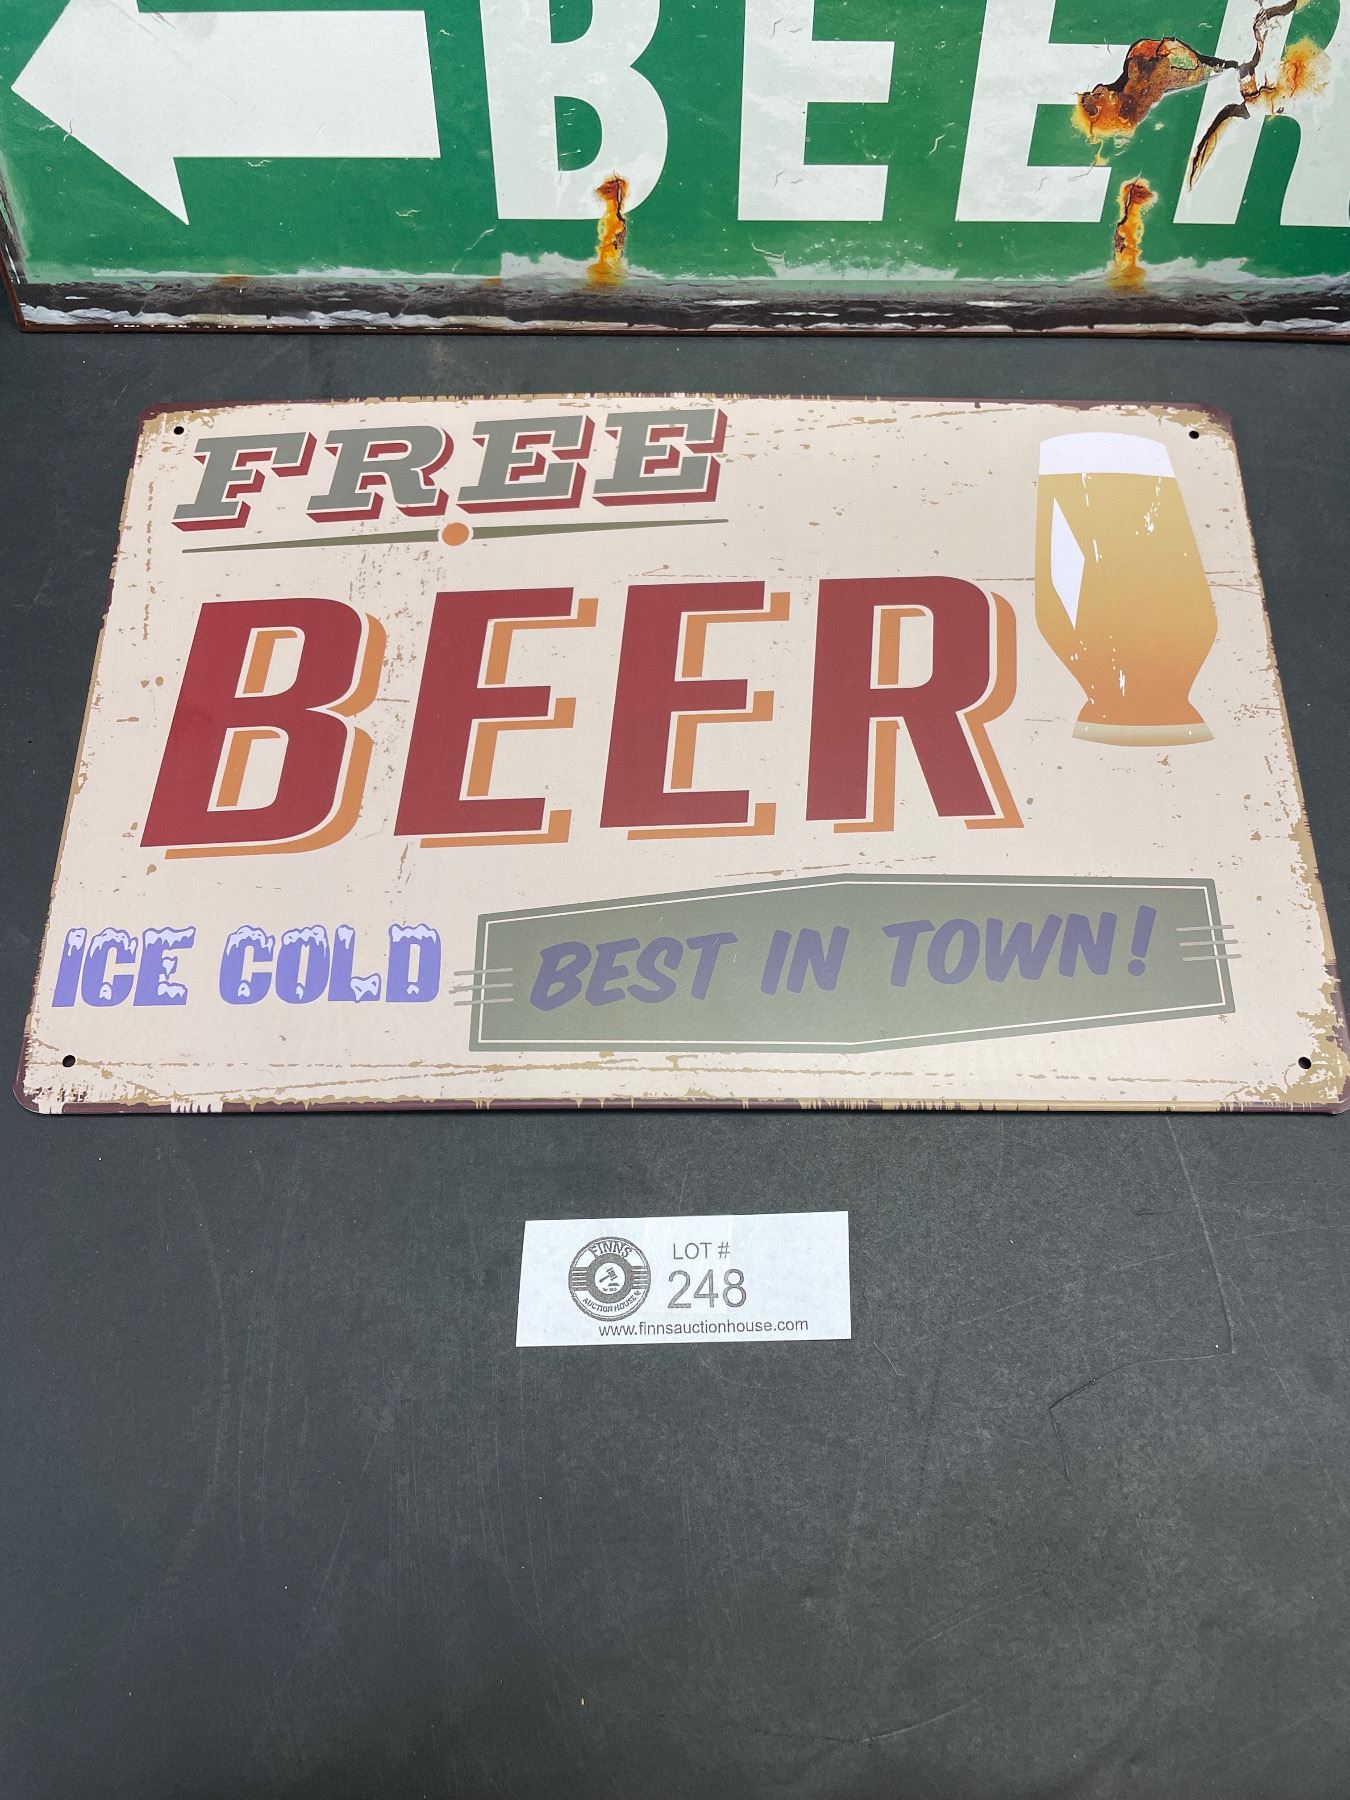 BEER
FREE
BEER
ICE COLD
BEST IN TOWN!
FINNS
AUCTION HOUSE
LOT #
248
www.finnsauctionhouse.com